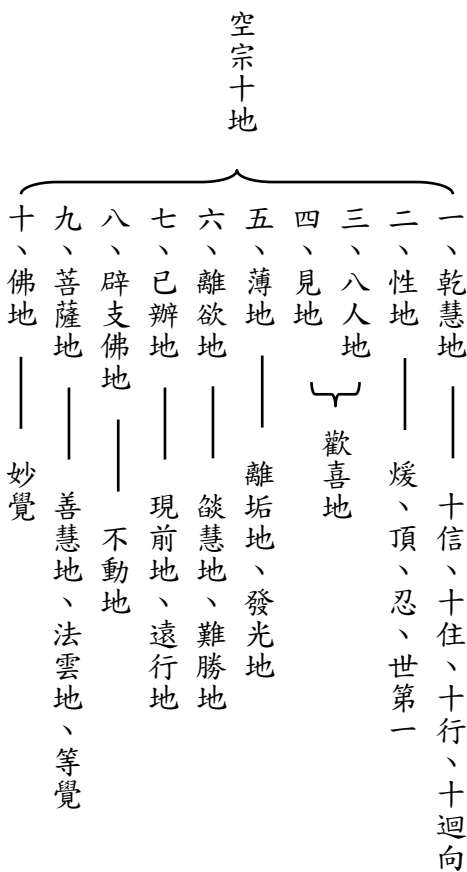 空宗十地
一、乾慧地 十信、十住、十行、十迴向
二、性地 煖、頂、忍、世第一
三、八人地
四、見地
歡喜地
五、薄地 離垢地、發光地
六、離欲地 燄慧地、難勝地
七、已辦地 現前地、遠行地
八、辟支佛地 不動地
九、菩薩地 善慧地、法雲地、等覺
十、佛地 妙覺